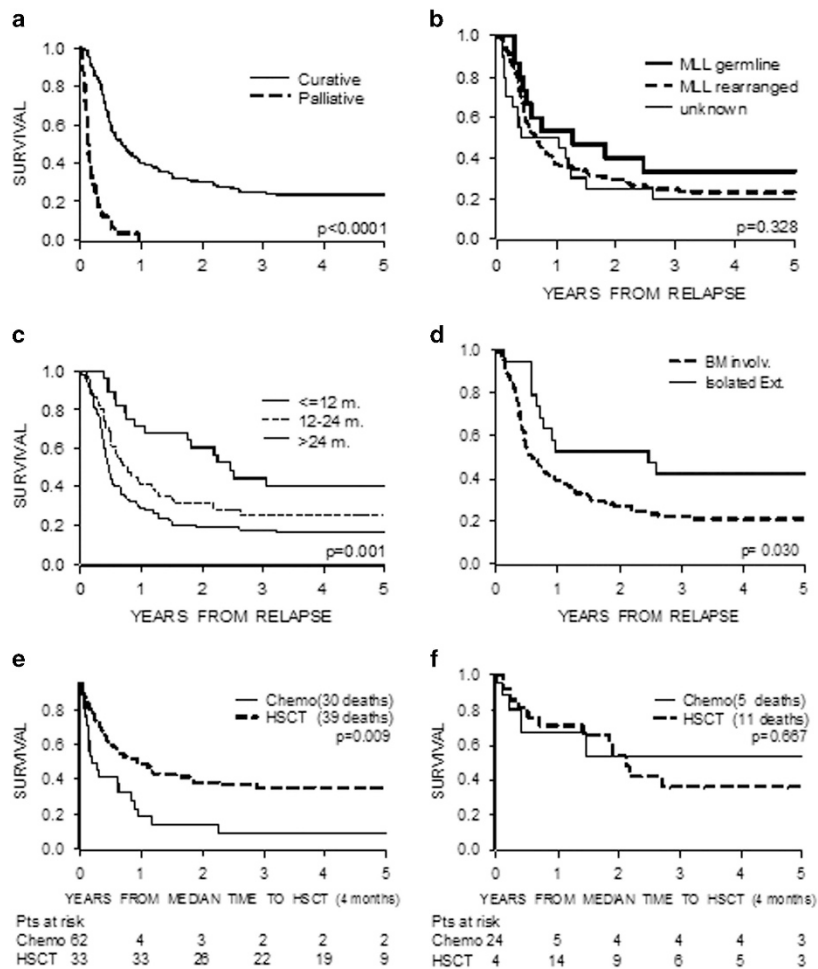 a
1.0
0.8
0.6
0.4
0.2
0.0
SURVIVAL
Curative
Palliative
p<0.0001
0 1 2 3 4 5
b
1.0
0.8
0.6
0.4
0.2
0.0
MLL germline
MLL rearranged
unknown
p=0.328
0 1 2 3 4 5
YEARS FROM RELAPSE
c
1.0
0.8
0.6
0.4
0.2
0.0
SURVIVAL
<=12 m.
12-24 m.
>24 m.
p=0.001
0 1 2 3 4 5
YEARS FROM RELAPSE
d
1.0
0.8
0.6
0.4
0.2
0.0
BM involv.
Isolated Ext.
p= 0.030
0 1 2 3 4 5
YEARS FROM RELAPSE
e
0.8
0.6
0.4
0.2
0.0
SURVIVAL
Chemo(30 deaths)
HSCT (39 deaths)
p=0.009
0 1 2 3 4 5
YEARS FROM MEDIAN TIME TO HSCT (4 months)
Pts at risk
Chemo 62 4 3 2 2 2
HSCT 33 33 26 22 19 9
f
1.0
0.8
0.6
0.4
0.2
0.0
SURVIVAL
Chemo(5 deaths)
HSCT (11 deaths)
p=0.667
0 1 2 3 4 5
YEARS FROM MEDIAN TIME TO HSCT (4 months)
Pts at risk
Chemo 24 5 4 4 4 3
HSCT 4 14 9 6 5 3